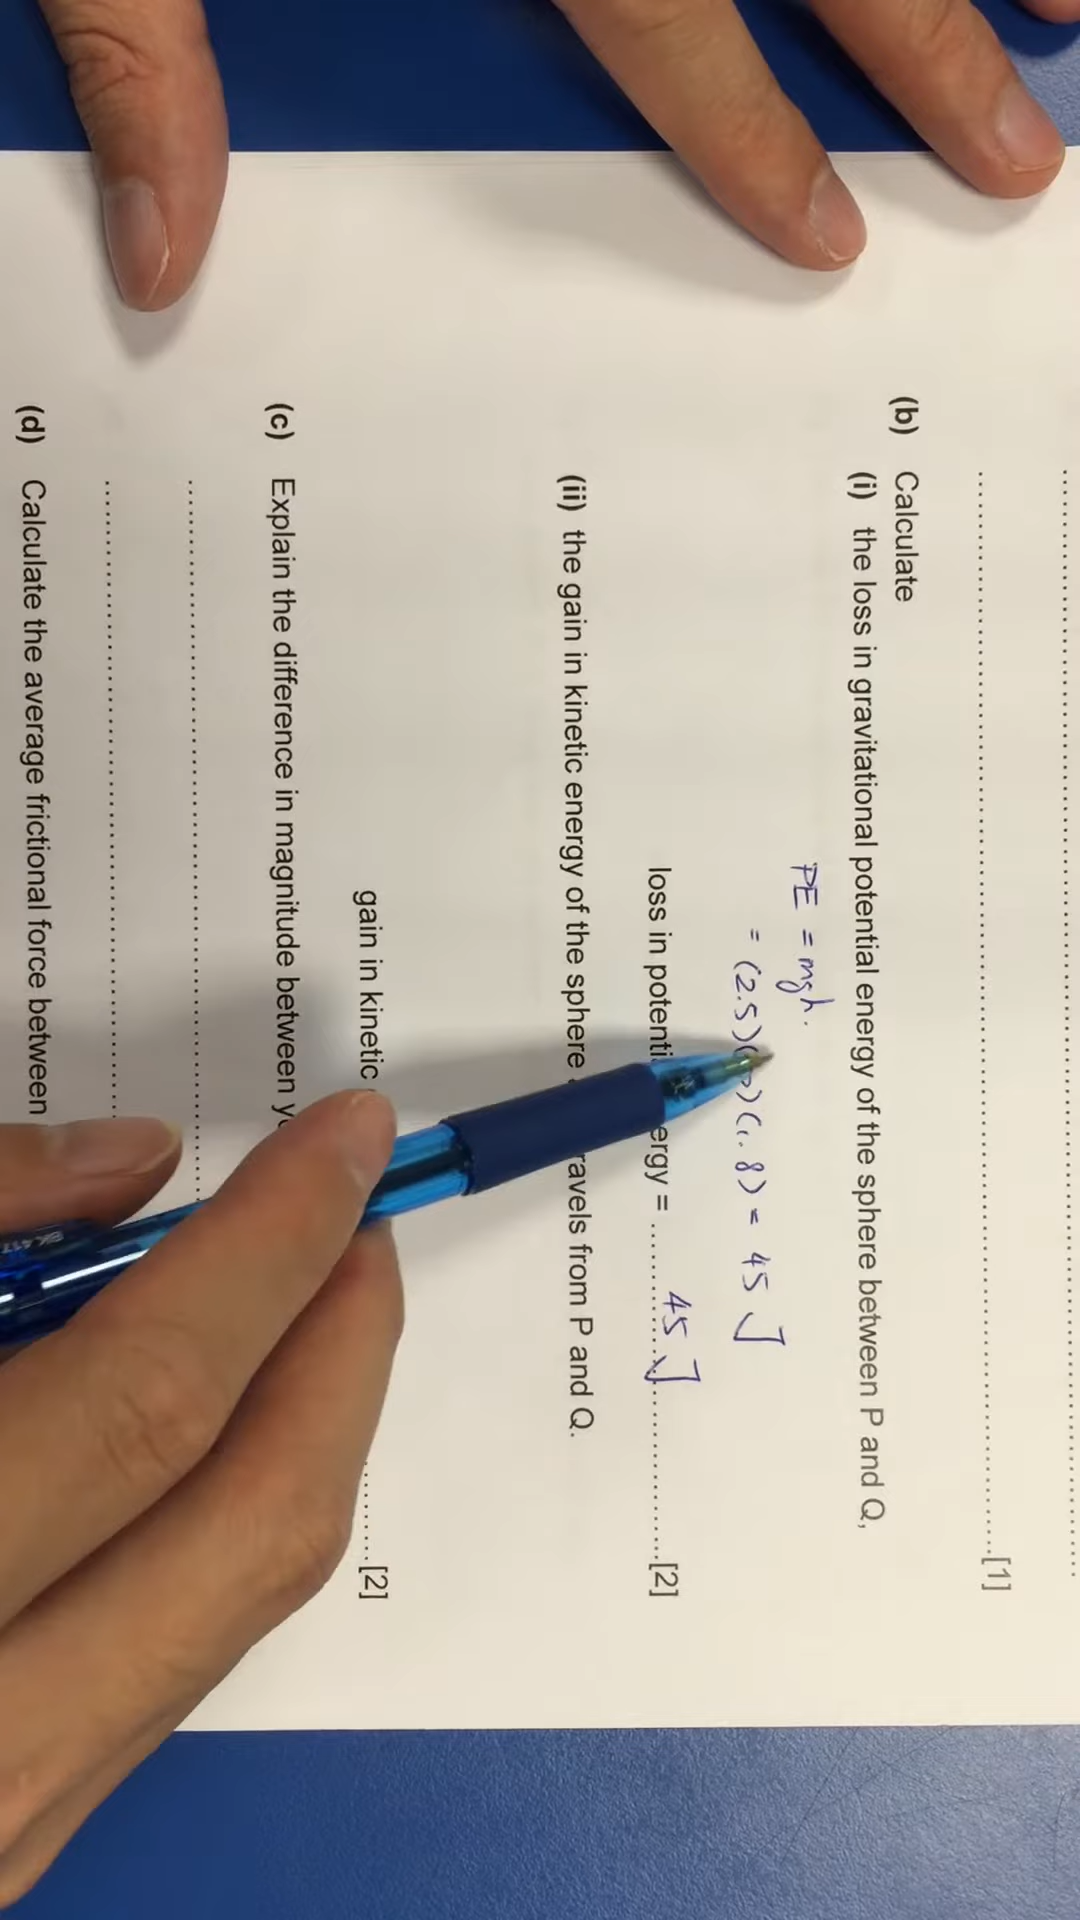 [1]
(b) Calculate
(i) the loss in gravitational potential energy of the sphere between P and Q,
PE = mgh.
= (2.5)( )(1.8) = 45 J
loss in ergy = 45 J [2]
(ii) the gain in kinetic energy of the sphere from P and Q.
gain in kinetic [2]
(c) Explain the difference in magnitude between
(d) Calculate the average frictional force between